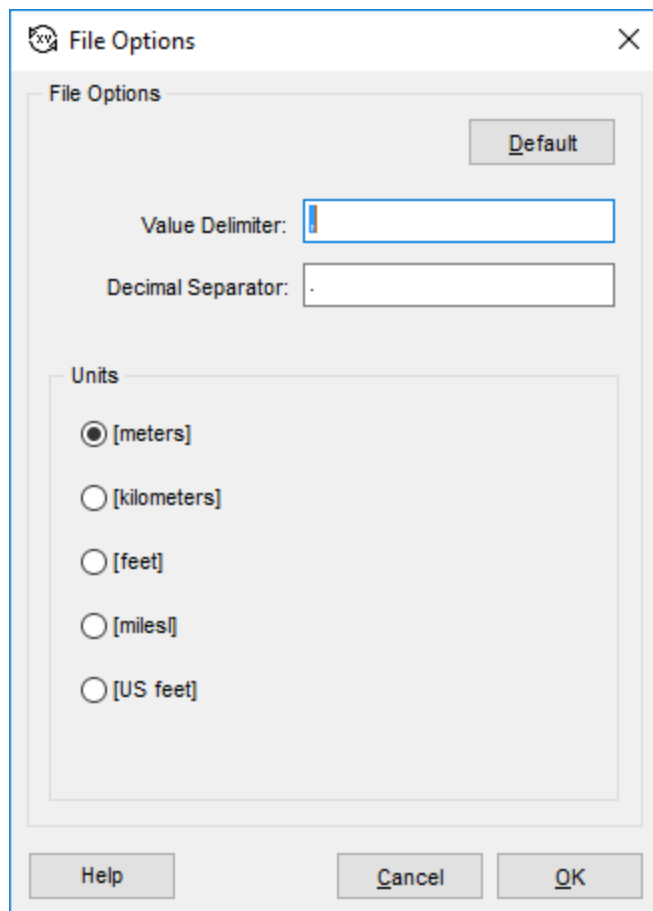 File Options
File Options
Default
Value Delimiter: ,
Decimal Separator: .
Units
[meters]
[kilometers]
[feet]
[milesl]
[US feet]
Help Cancel OK